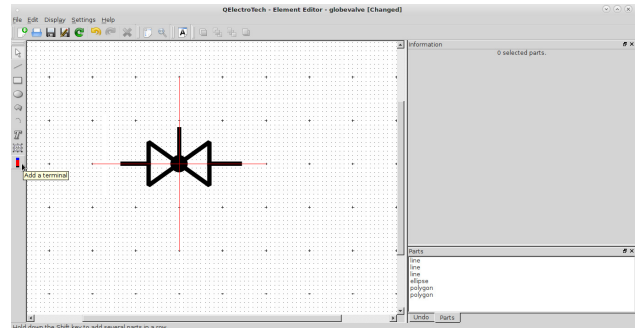 QElectroTech - Element Editor - globevalve [Changed]
File Edit Display Settings Help
Information
0 selected parts.
Add a terminal
Parts
line
line
line
ellipse
polygon
polygon
Undo Parts
Hold down the Shift key to add several parts in a row